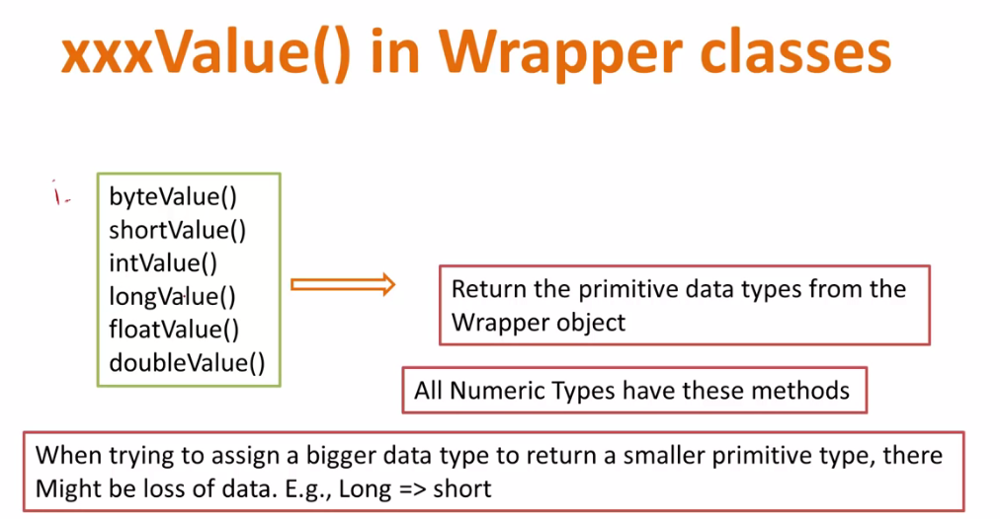 xxxValue() in Wrapper classes
byteValue()
shortValue()
intValue()
longValue()
floatValue()
doubleValue()
Return the primitive data types from the
Wrapper object
All Numeric Types have these methods
When trying to assign a bigger data type to return a smaller primitive type, there
Might be loss of data. E.g., Long => short